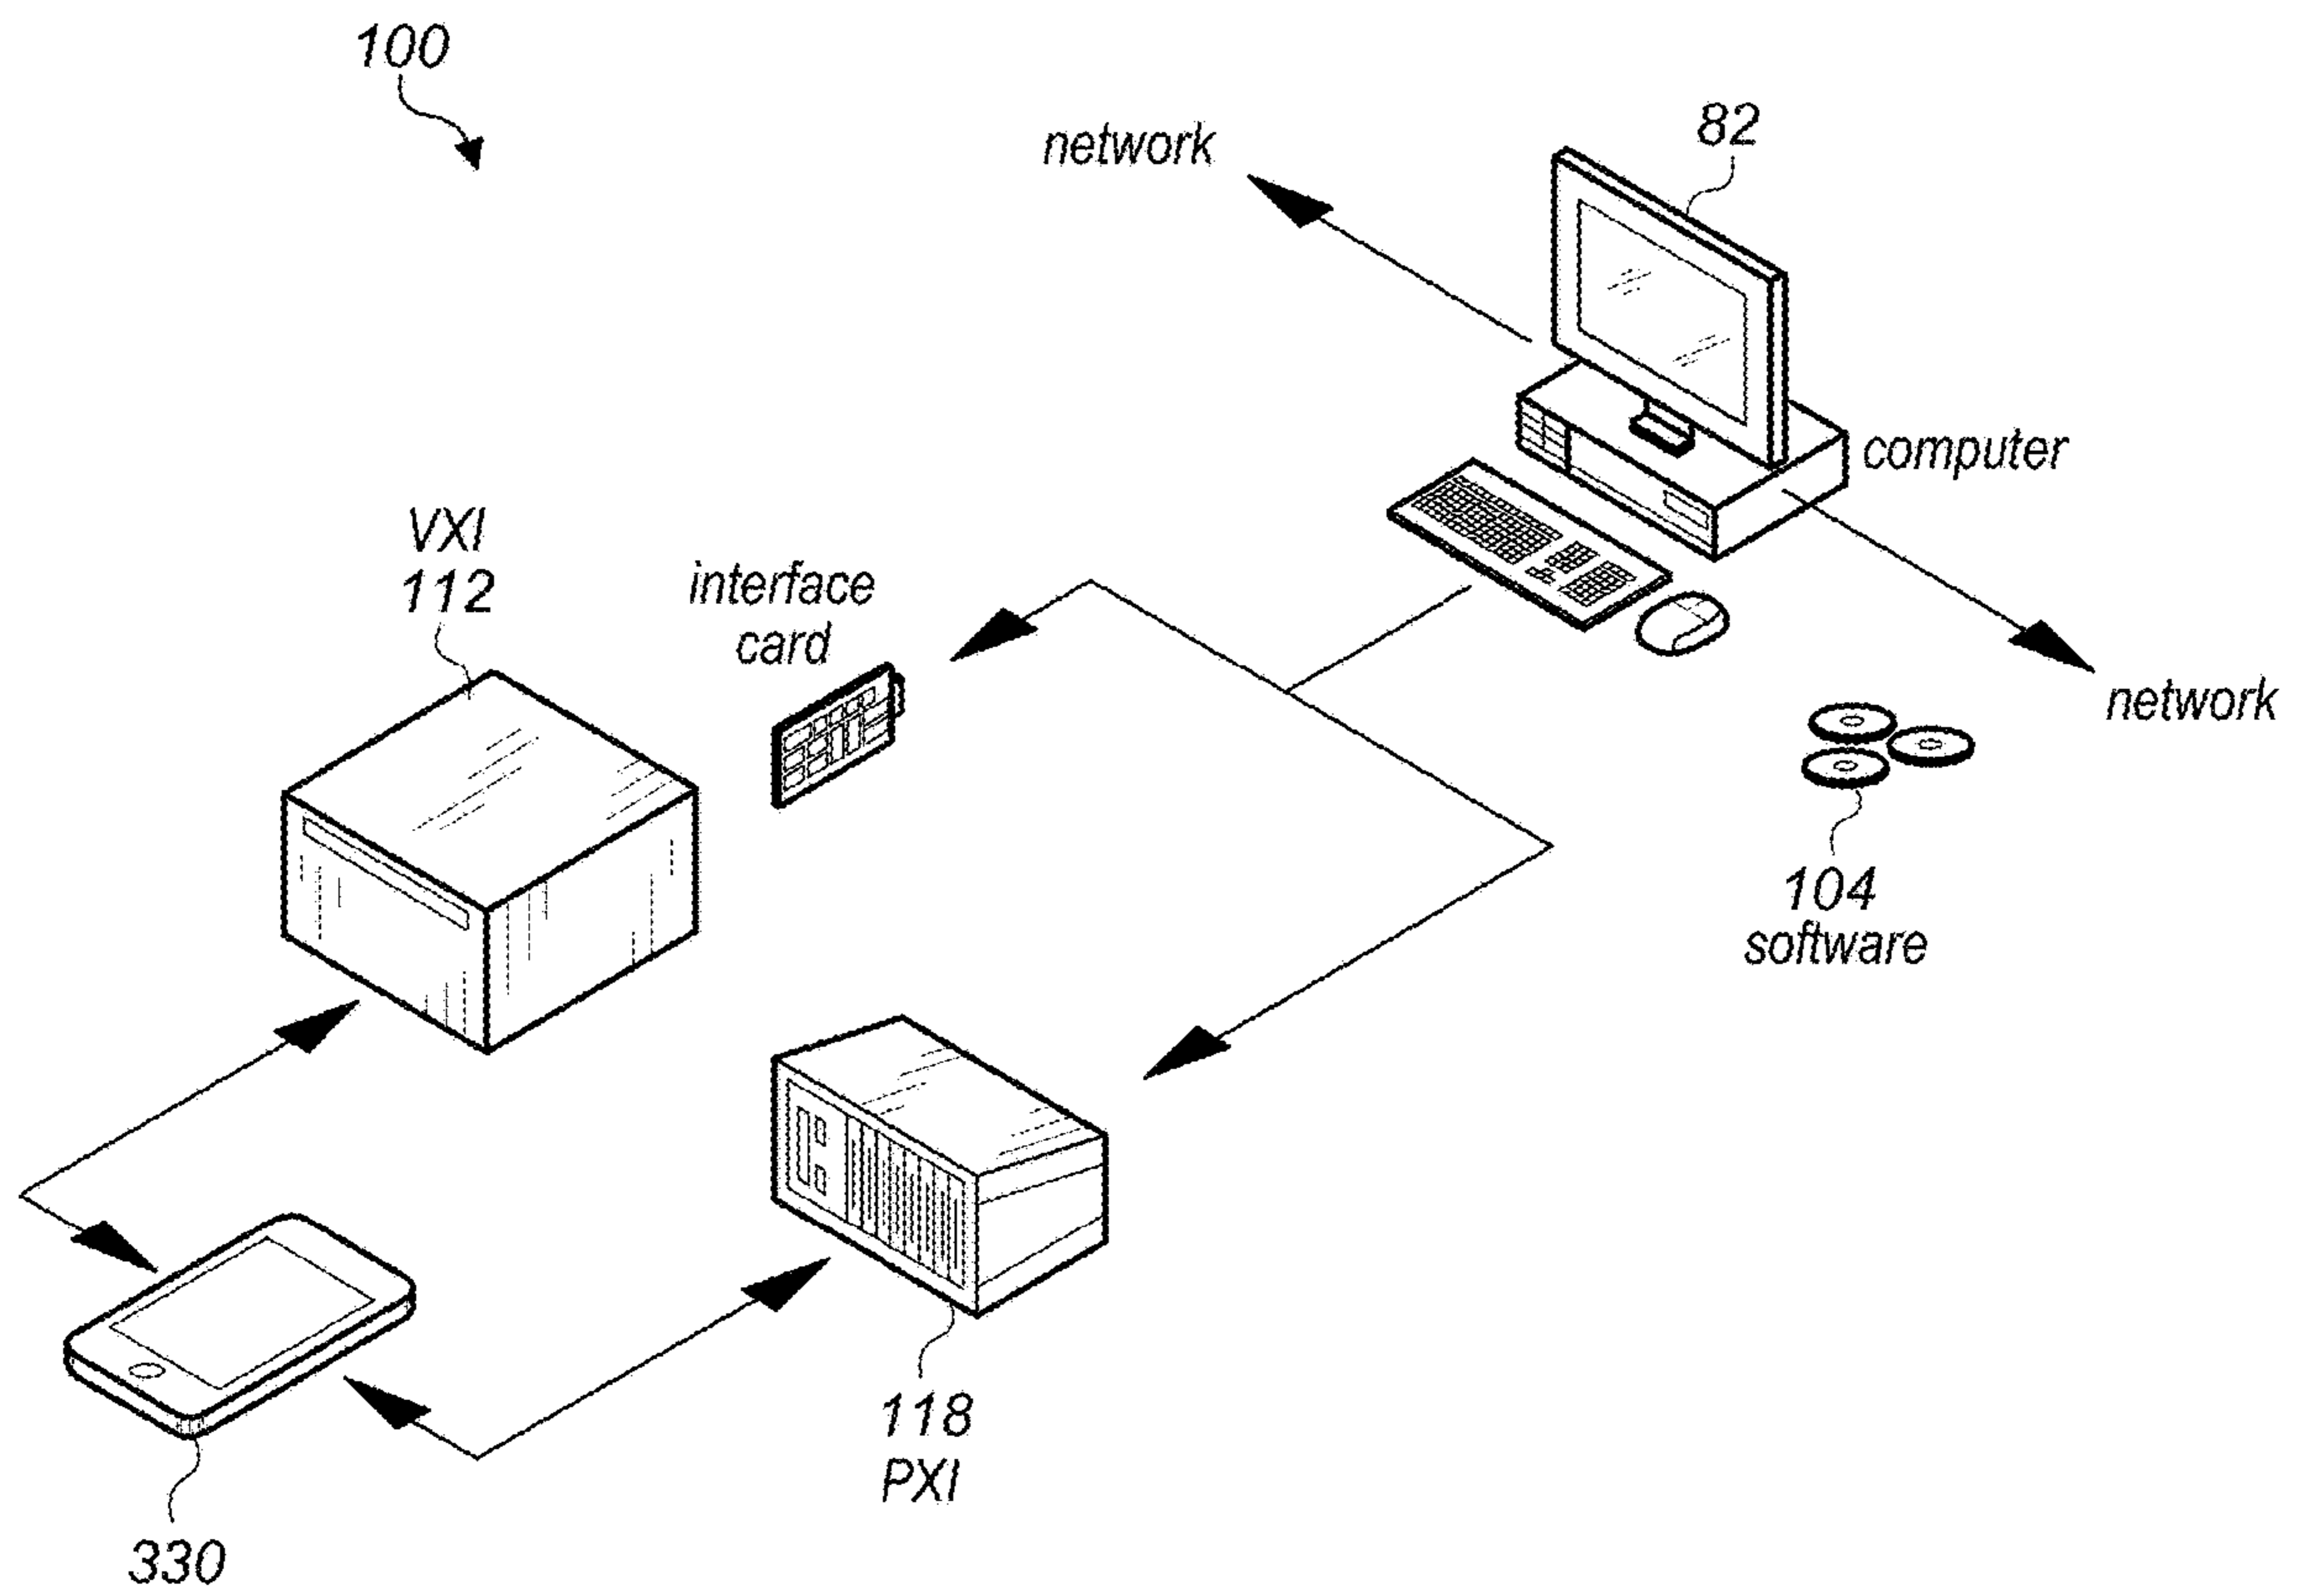 100
network
82
computer
VXI
112
interface
card
network
104
software
118
PXI
330